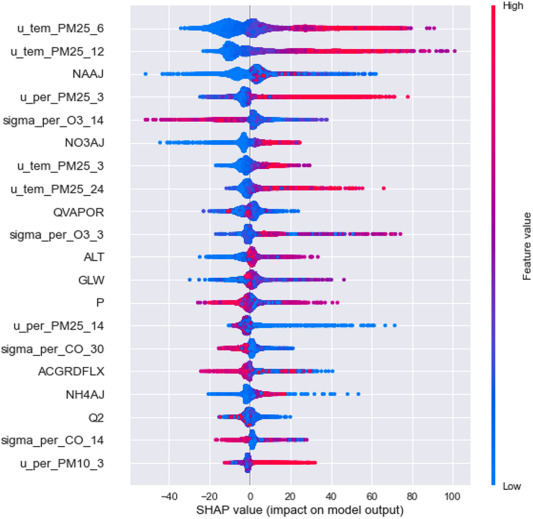 High
u_tem_PM25_6
u_tem_PM25_12
NAAJ
u_per_PM25_3
sigma_per_O3_14
NO3AJ
u_tem_PM25_3
u_tem_PM25_24
QVAPOR
sigma_per_O3_3
ALT
GLW
P
u_per_PM25_14
sigma_per_CO_30
ACGRDFLX
NH4AJ
Q2
sigma_per_CO_14
u_per_PM10_3
Feature value
Low
−40 −20 0 20 40 60 80 100
SHAP value (impact on model output)